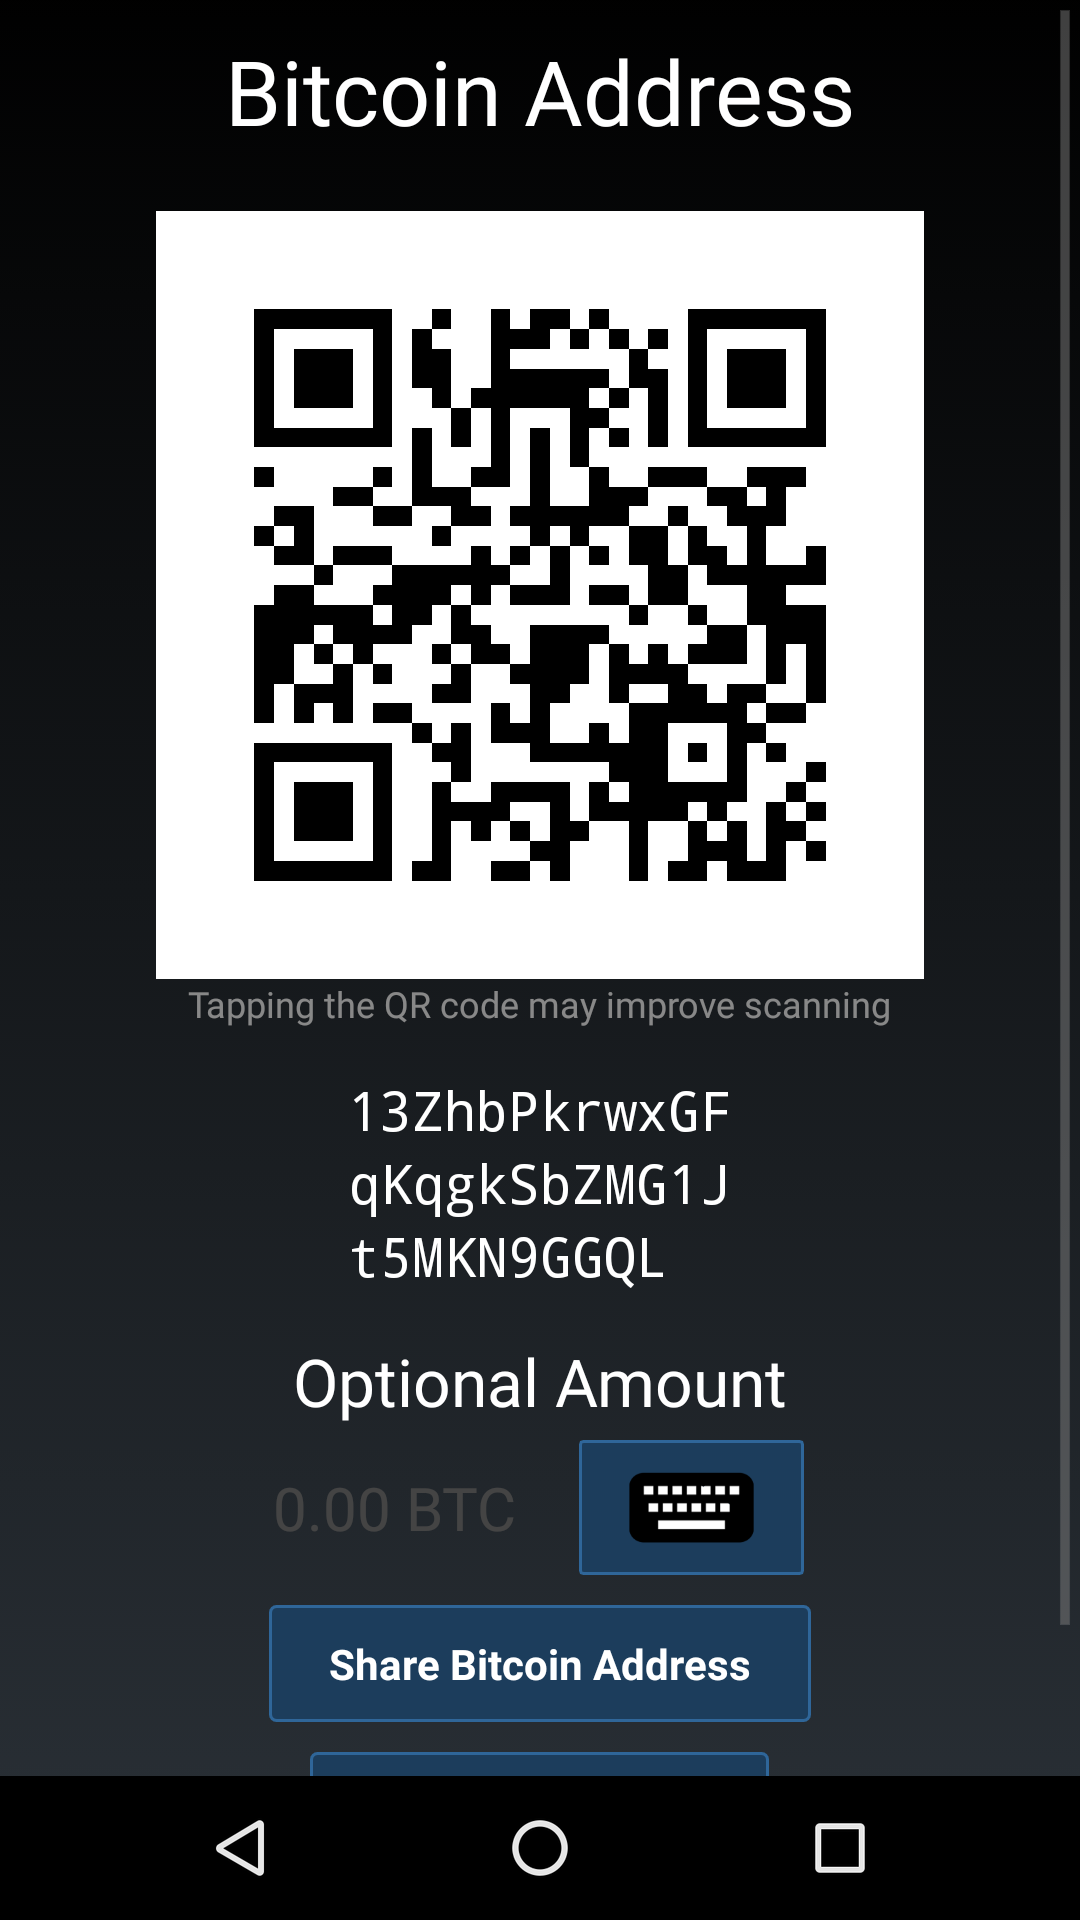 Bitcoin Address
Tapping the QR code may improve scanning
13ZhbPkrwxGF
qKqgkSbZMG1J
t5MKN9GGQL
Optional Amount
0.00 BTC
Share Bitcoin Address